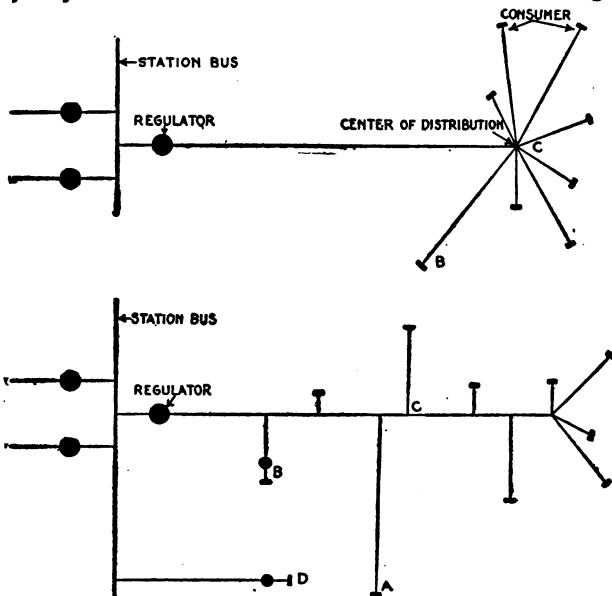 CONSUMER
STATION BUS
REGULATOR
CENTER OF DISTRIBUTION
C
B
STATION BUS
REGULATOR
C
B
D
A